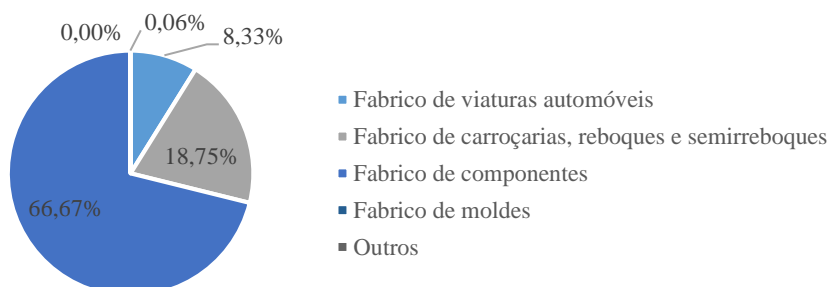 0,00%
0,06%
8,33%
18,75%
66,67%
Fabrico de viaturas automóveis
Fabrico de carroçarias, reboques e semirreboques
Fabrico de componentes
Fabrico de moldes
Outros